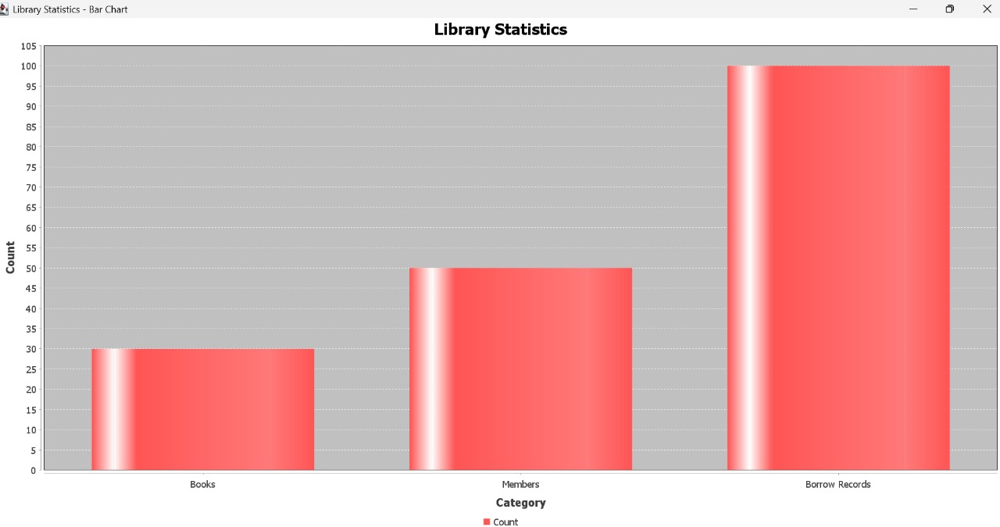 Library Statistics - Bar Chart
Library Statistics
105
100
95
90
85
80
75
70
65
60
55
50
45
40
35
30
25
20
15
10
5
0
Count
Books
Members
Borrow Records
Category
Count